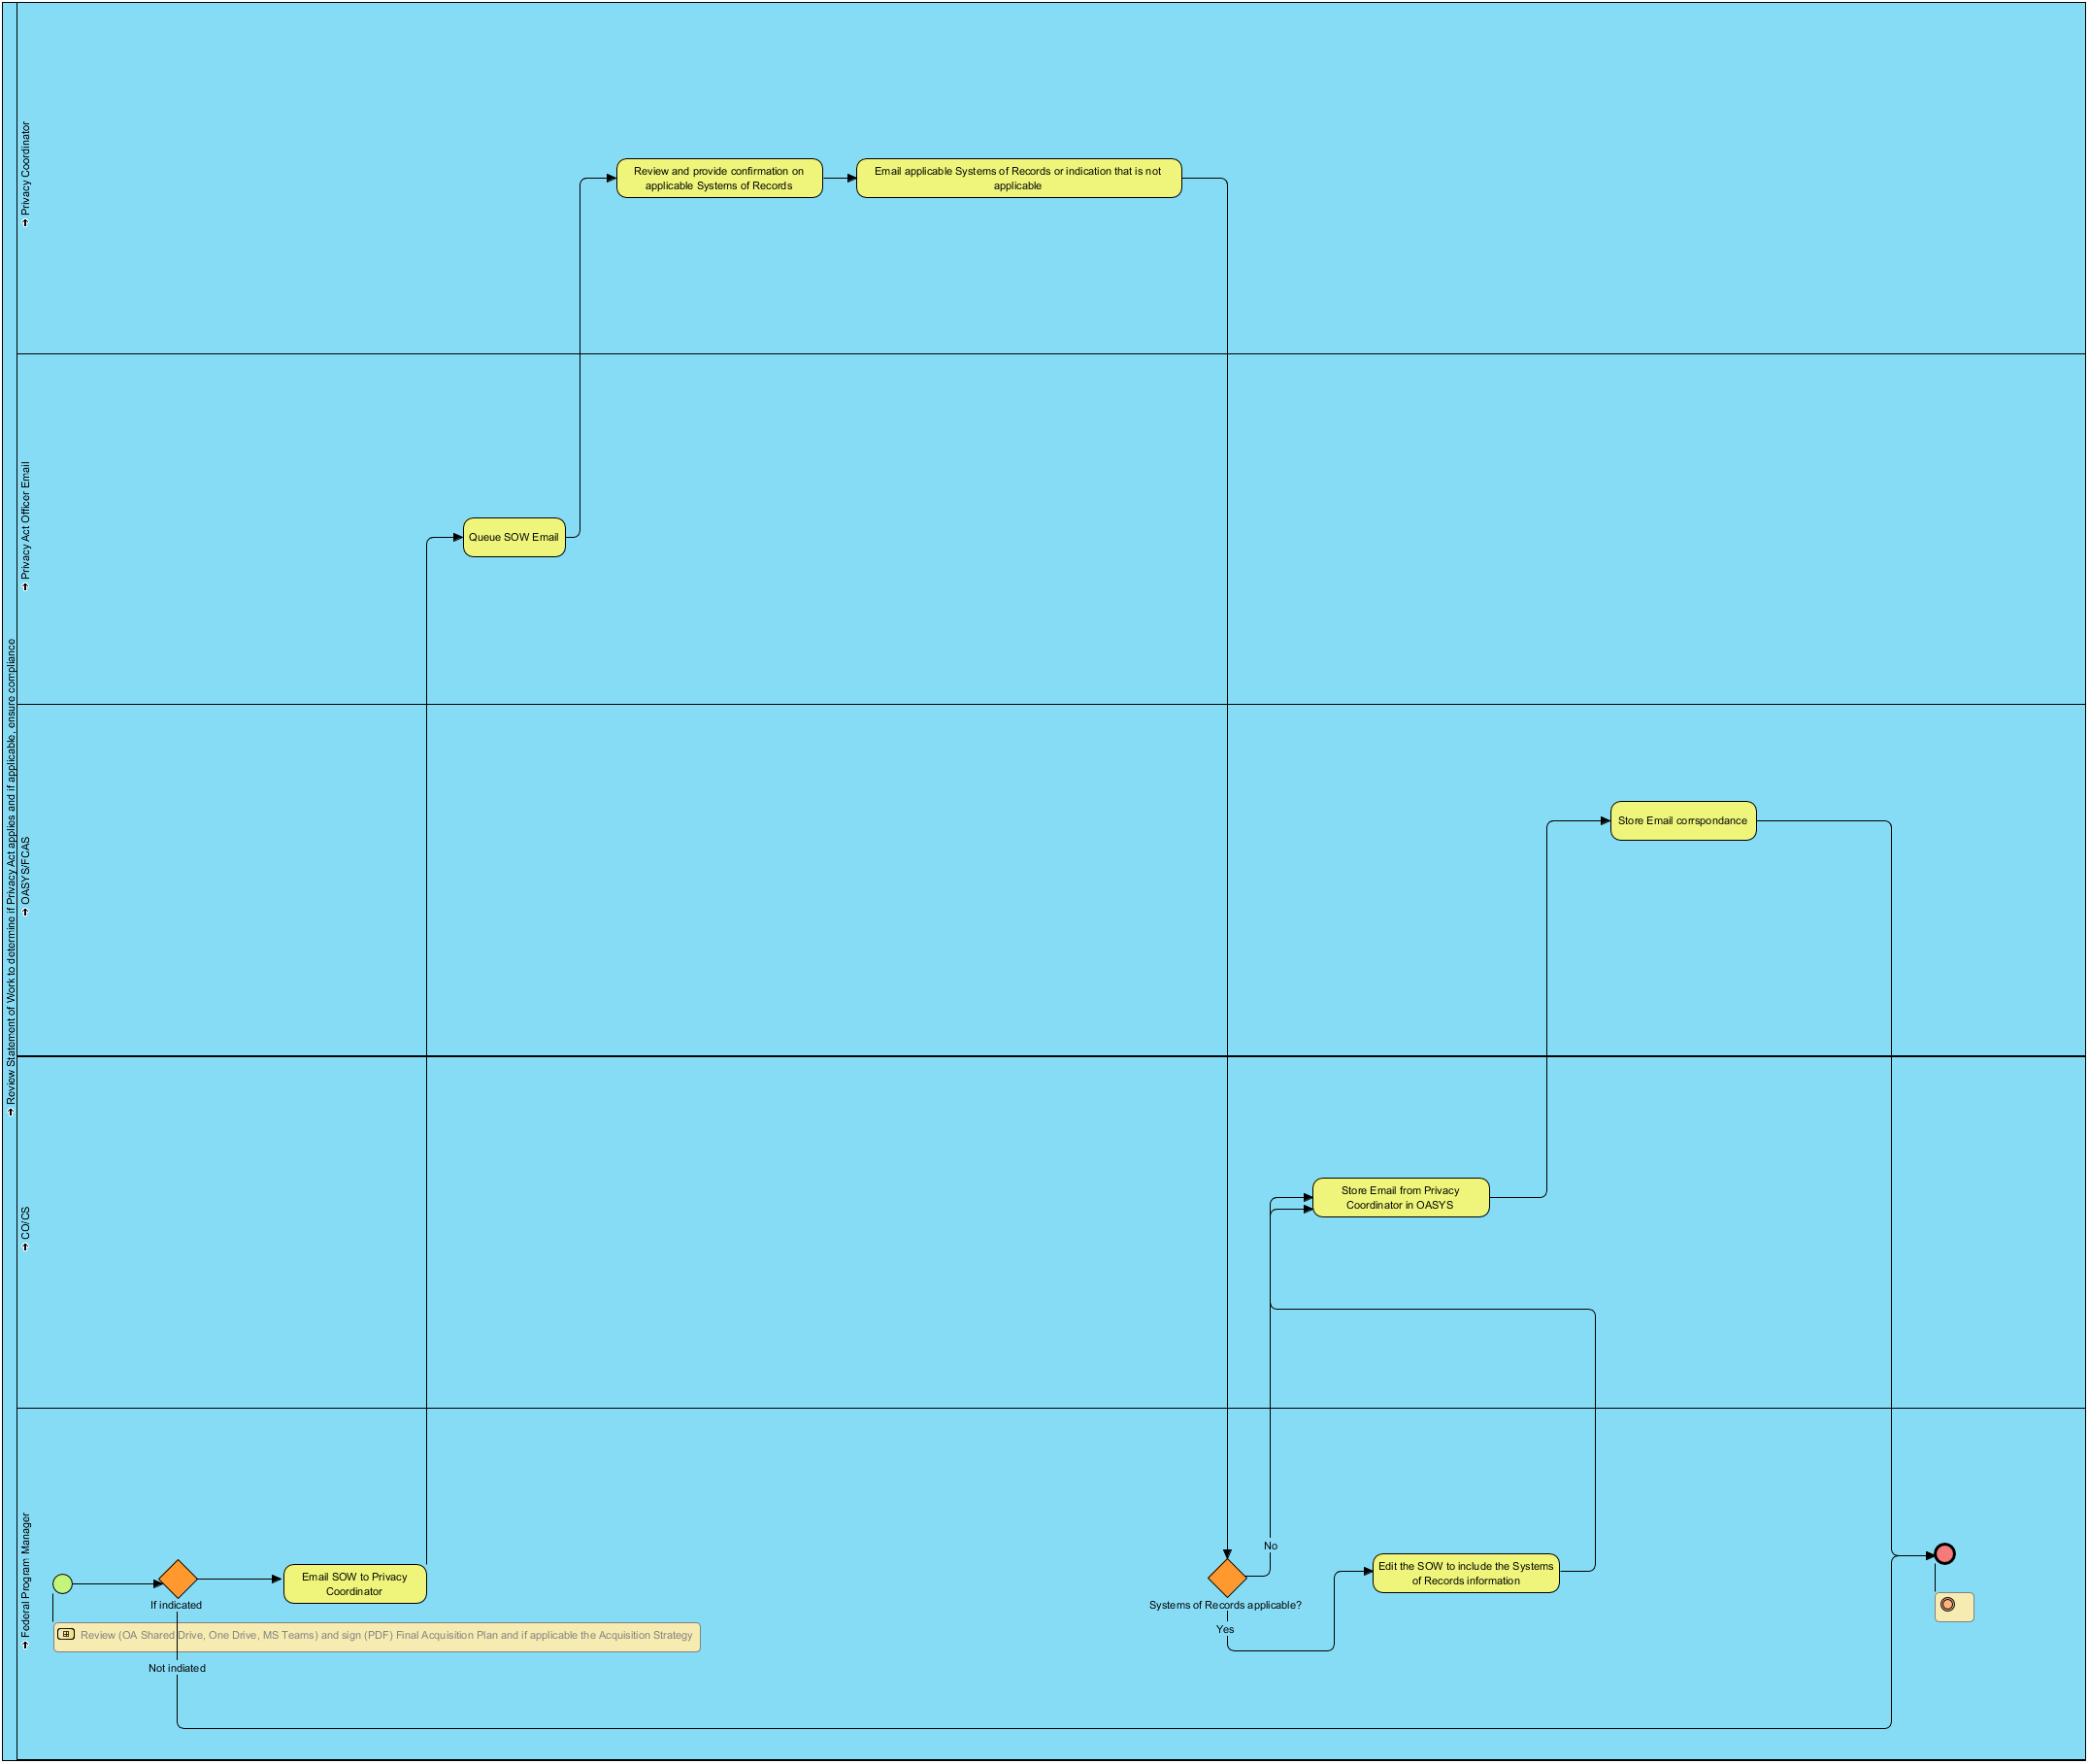 Review Statement of Work to determine if Privacy Act applies and if applicable, ensure compliance
Privacy Coordinator
Review and provide confirmation on
applicable Systems of Records
Email applicable Systems of Records or indication that is not
applicable
Privacy Act Officer Email
Queue SOW Email
OASYS/FCAS
Store Email corrspondance
CO/CS
Store Email from Privacy
Coordinator in OASYS
Federal Program Manager
If indicated
Email SOW to Privacy
Coordinator
Review (OA Shared Drive, One Drive, MS Teams) and sign (PDF) Final Acquisition Plan and if applicable the Acquisition Strategy
Not indiated
No
Systems of Records applicable?
Yes
Edit the SOW to include the Systems
of Records information